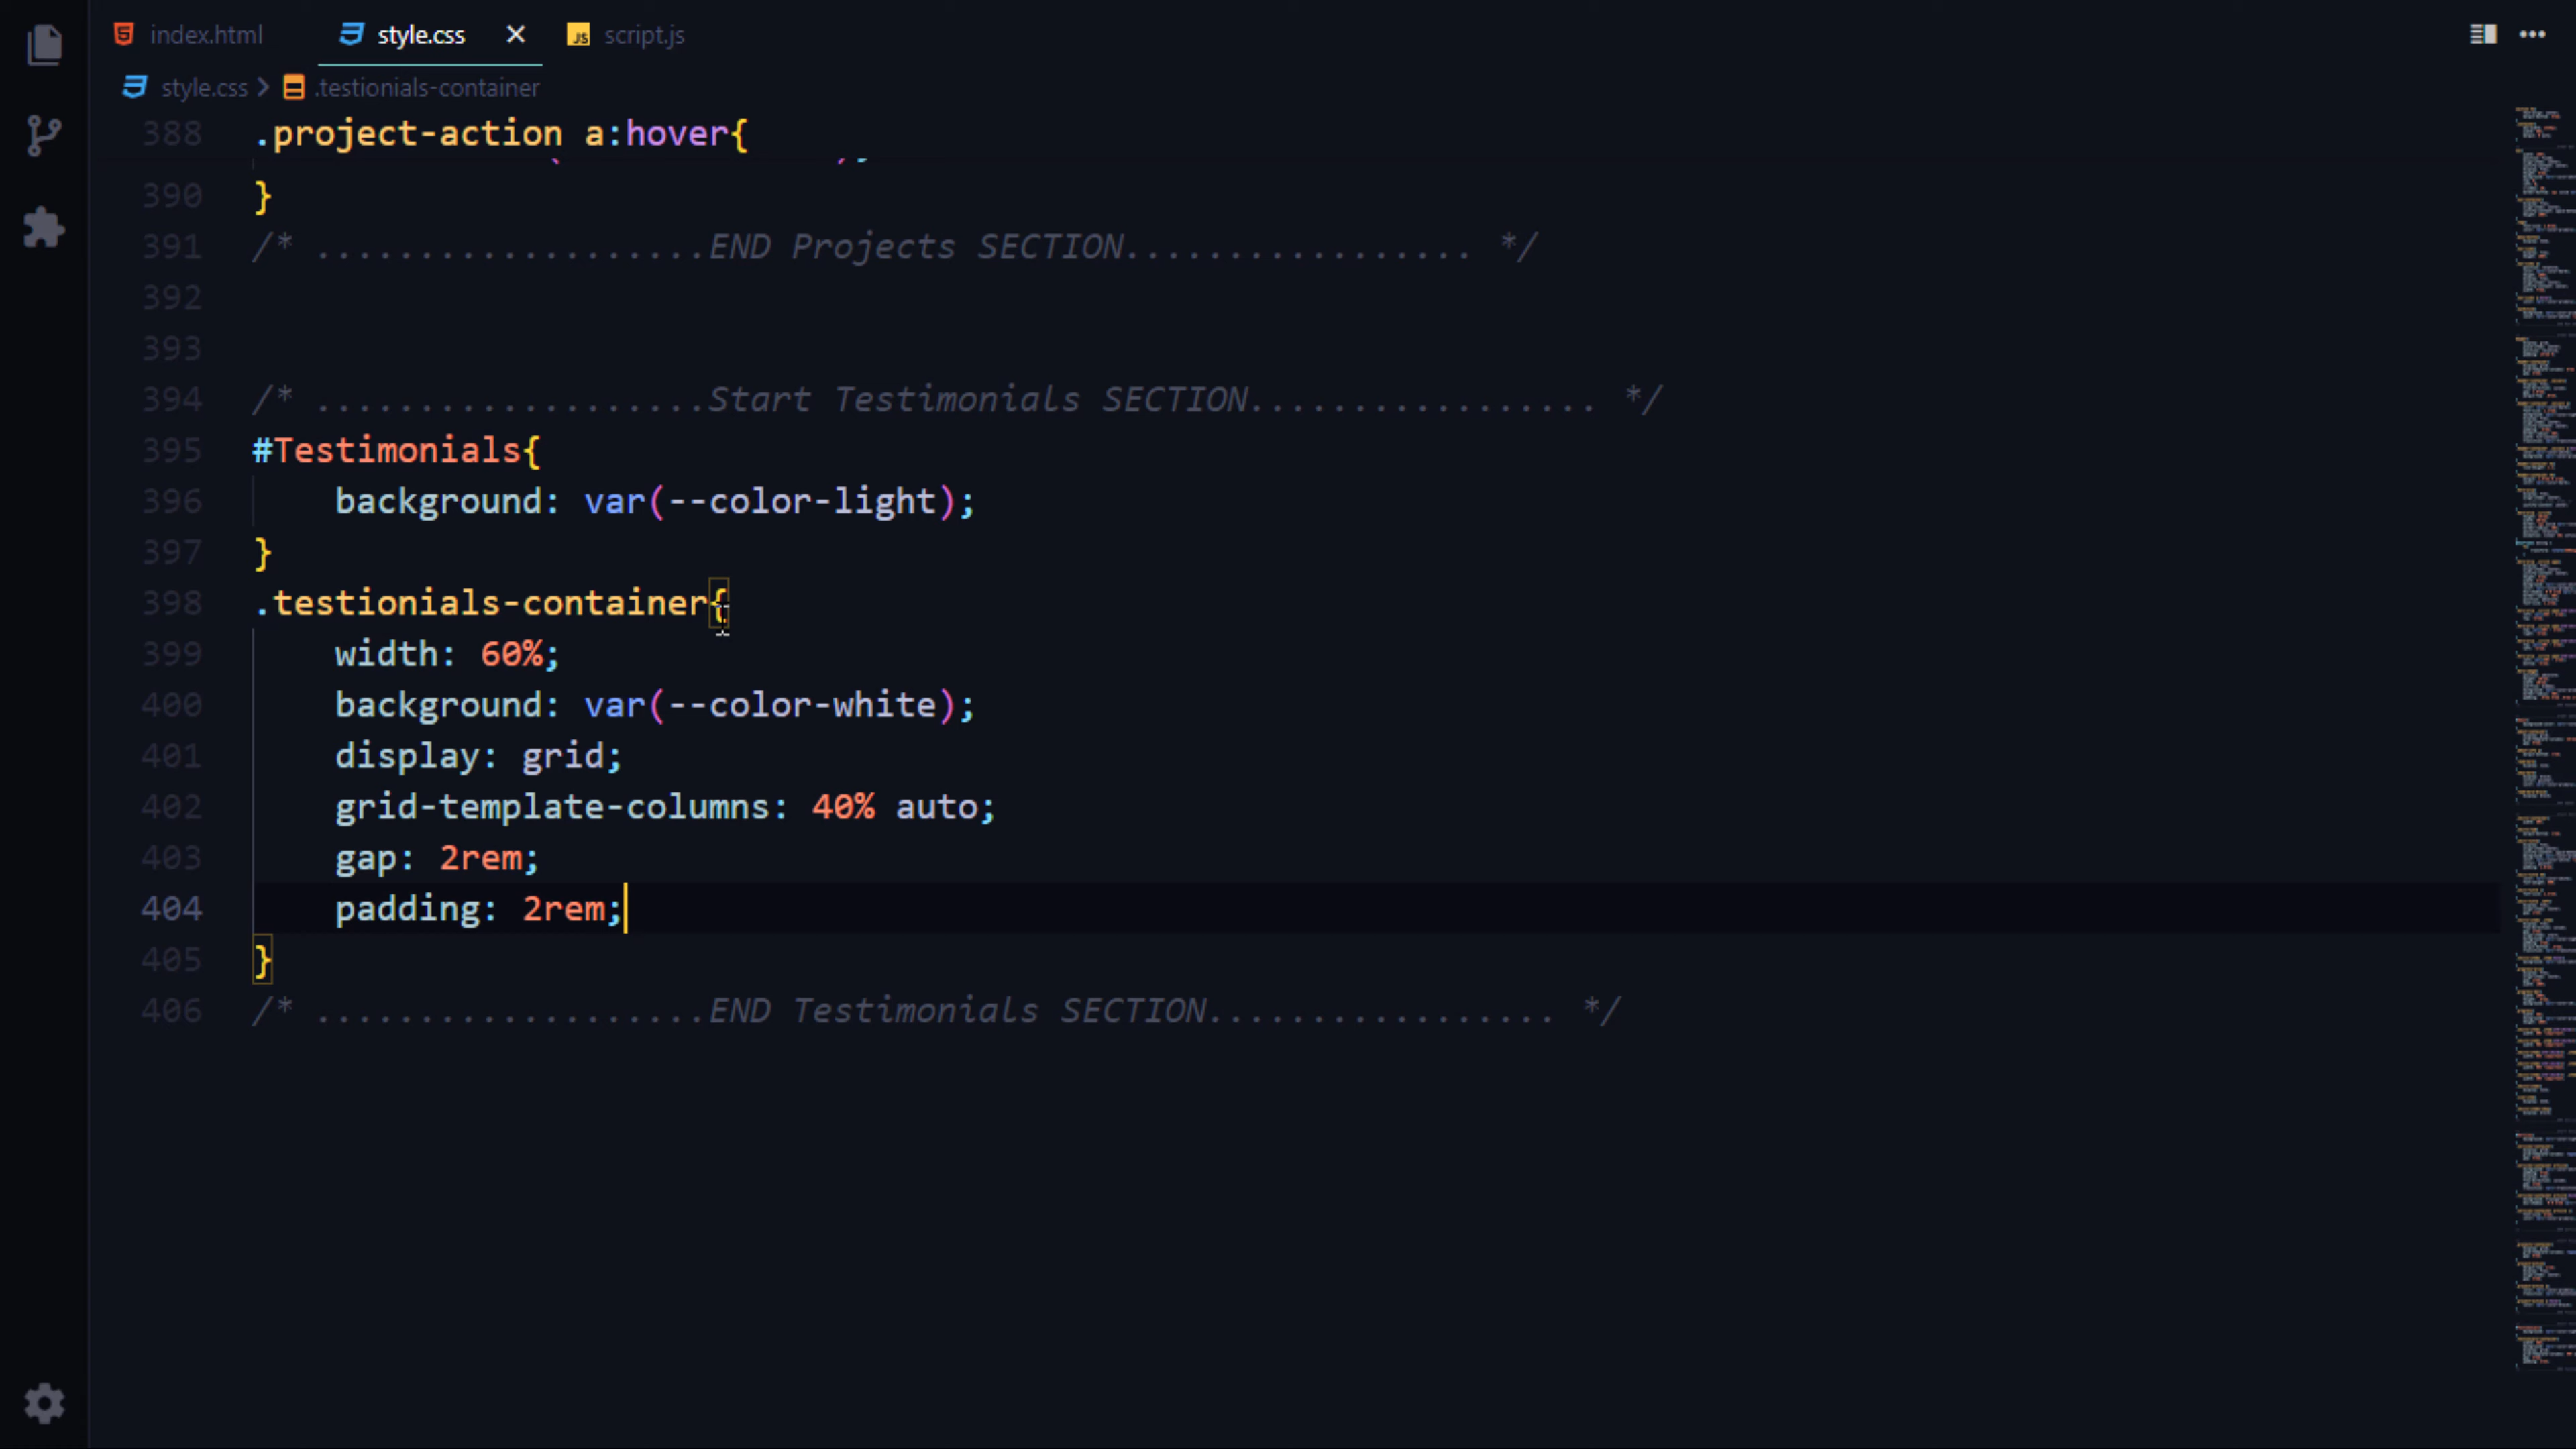 index.html style.css script.js
style.css .testionials-container
388 .project-action a:hover{
390 }
391 /* ...................END Projects SECTION................. */
392
393
394 /* ...................Start Testimonials SECTION................. */
395 #Testimonials{
396 background: var(--color-light);
397 }
398 .testionials-container{
399 width: 60%;
400 background: var(--color-white);
401 display: grid;
402 grid-template-columns: 40% auto;
403 gap: 2rem;
404 padding: 2rem;
405 }
406 /* ...................END Testimonials SECTION................. */